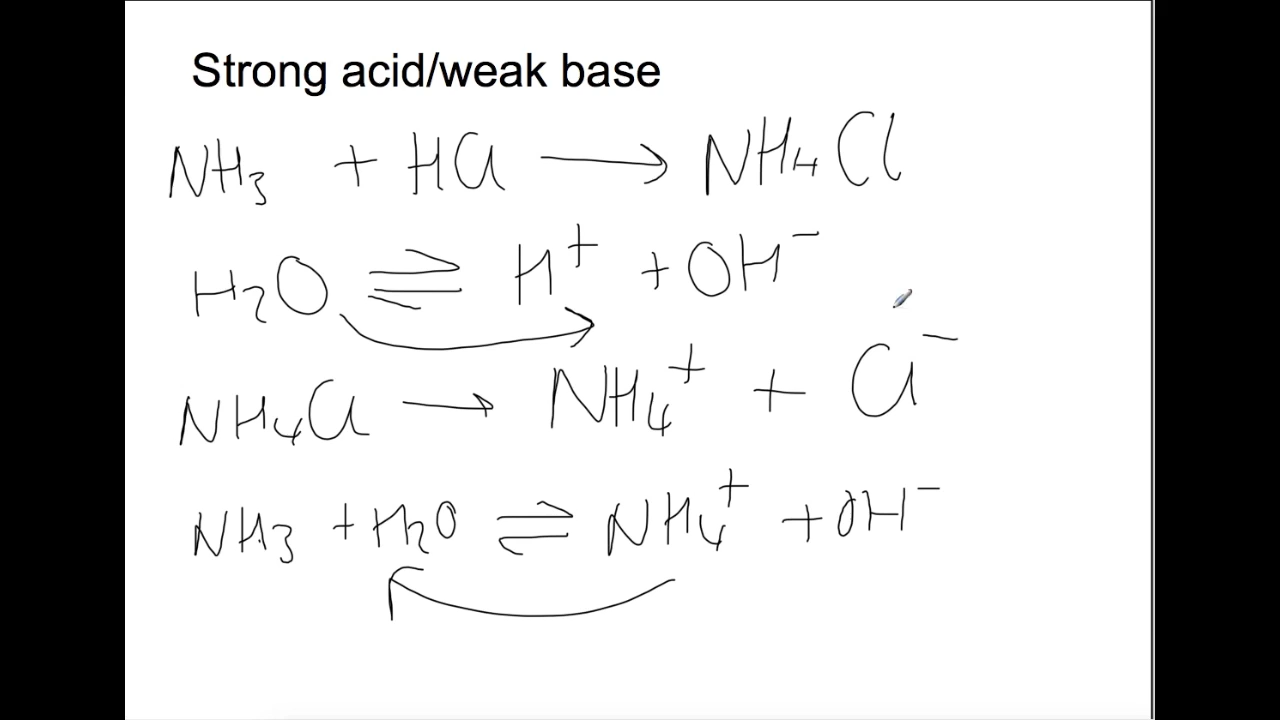 Strong acid/weak base
NH₃ + HCl → NH₄Cl
H₂O ⇌ H⁺ + OH⁻
NH₄Cl → NH₄⁺ + Cl⁻
NH₃ + H₂O ⇌ NH₄⁺ + OH⁻